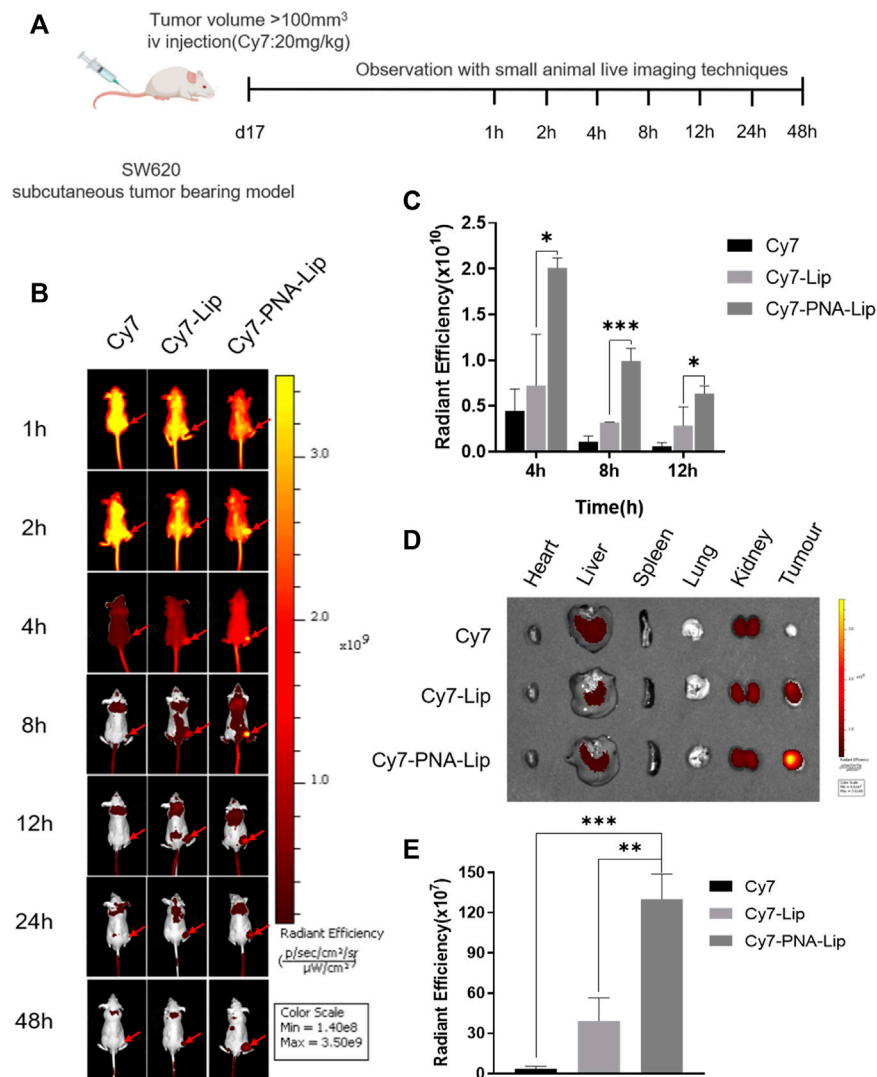 A
Tumor volume >100mm³
iv injection(Cy7:20mg/kg)
Observation with small animal live imaging techniques
d17
1h 2h 4h 8h 12h 24h 48h
SW620
subcutaneous tumor bearing model
B
Cy7 Cy7-Lip Cy7-PNA-Lip
1h
2h
4h
8h
12h
24h
48h
3.0
2.0
x10⁹
1.0
Radiant Efficiency
(p/sec/cm²/sr
μW/cm²)
Color Scale
Min = 1.40e8
Max = 3.50e9
C
Radiant Efficiency(x10¹⁰)
2.5
2.0
1.5
1.0
0.5
0.0
* *** *
4h 8h 12h
Time(h)
Cy7
Cy7-Lip
Cy7-PNA-Lip
D
Heart Liver Spleen Lung Kidney Tumour
Cy7
Cy7-Lip
Cy7-PNA-Lip
Radiant Efficiency
Color Scale
E
Radiant Efficiency(x10⁷)
150
120
90
60
30
0
***
**
Cy7
Cy7-Lip
Cy7-PNA-Lip